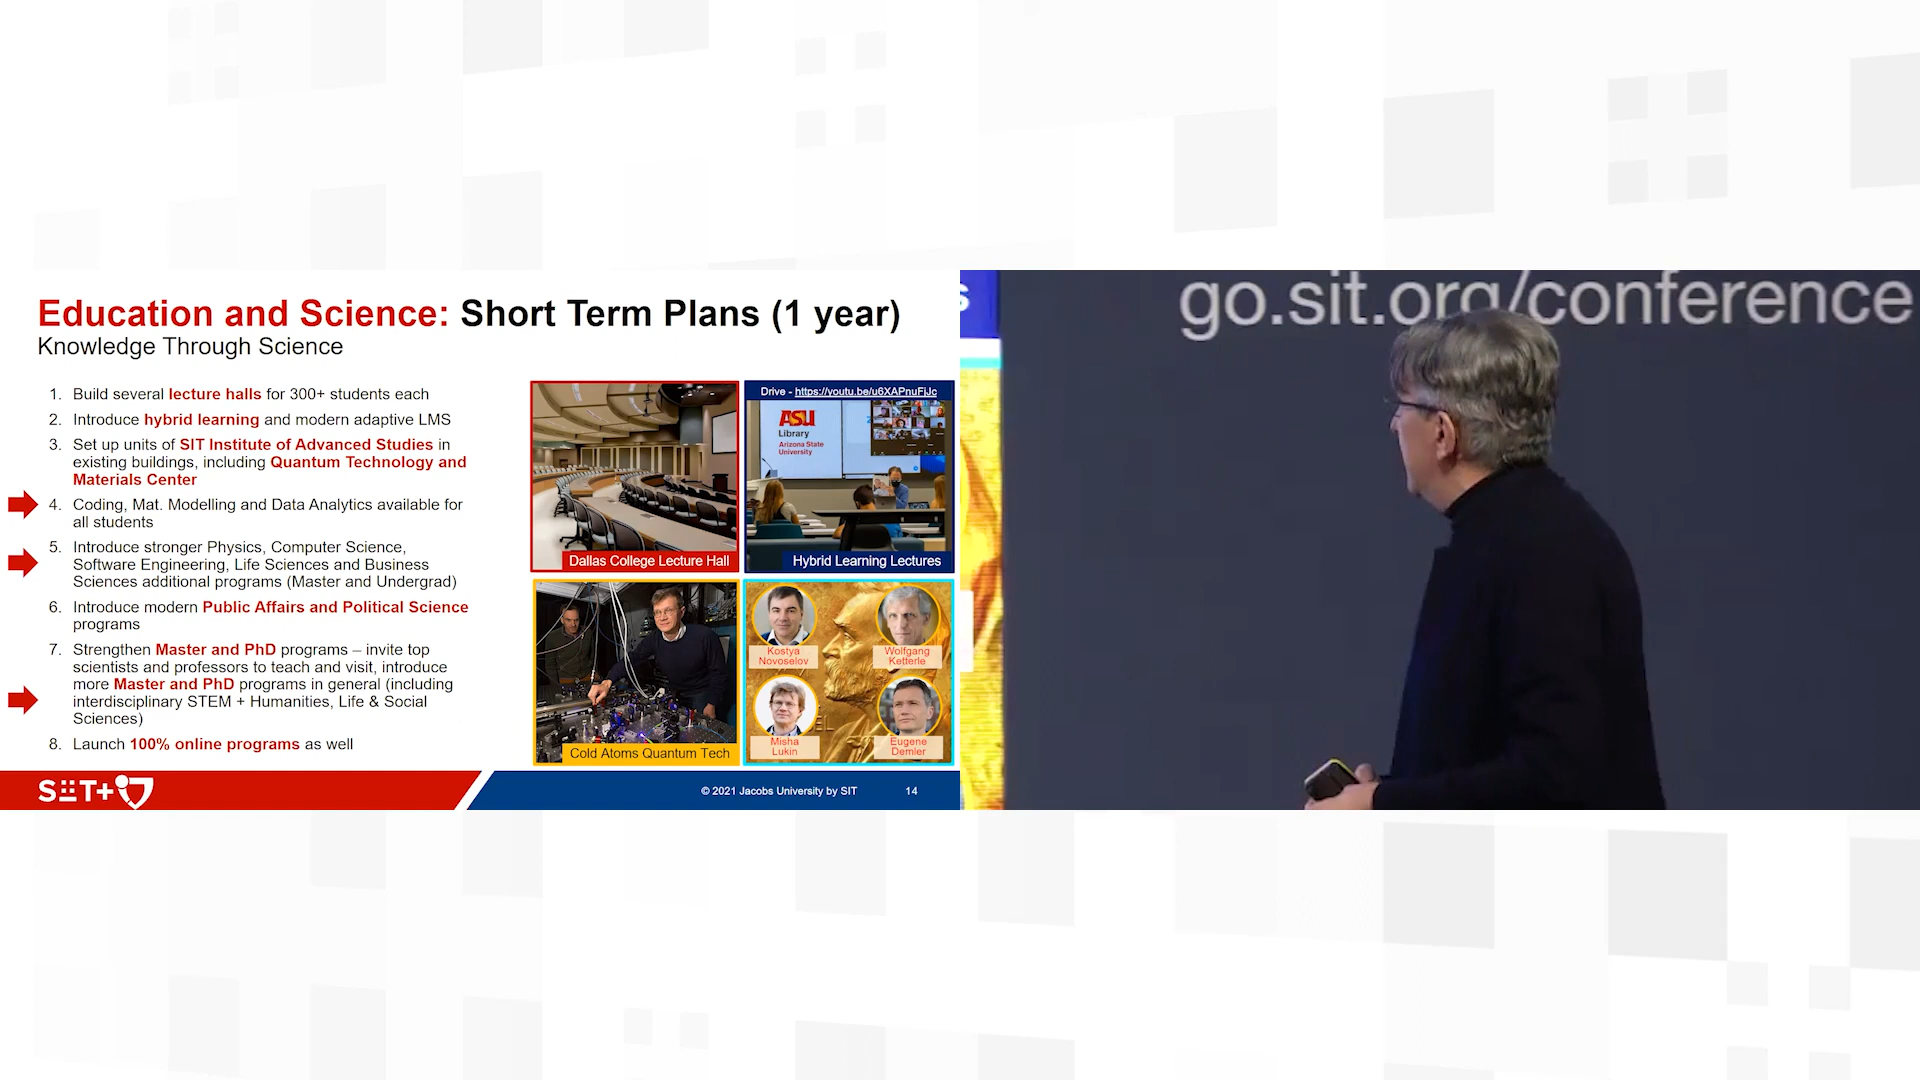 Education and Science: Short Term Plans (1 year)
Knowledge Through Science
1. Build several lecture halls for 300+ students each
2. Introduce hybrid learning and modern adaptive LMS
3. Set up units of SIT Institute of Advanced Studies in
existing buildings, including Quantum Technology and
Materials Center
4. Coding, Mat. Modelling and Data Analytics available for
all students
5. Introduce stronger Physics, Computer Science,
Software Engineering, Life Sciences and Business
Sciences additional programs (Master and Undergrad)
6. Introduce modern Public Affairs and Political Science
programs
7. Strengthen Master and PhD programs – invite top
scientists and professors to teach and visit, introduce
more Master and PhD programs in general (including
interdisciplinary STEM + Humanities, Life & Social
Sciences)
8. Launch 100% online programs as well
Dallas College Lecture Hall
Drive - https://youtu.be/u6XAPnuFjJc
ASU
Library
Arizona State
University
Hybrid Learning Lectures
Cold Atoms Quantum Tech
Kostya
Novoselov
Wolfgang
Ketterle
Misha
Lukin
Eugene
Demler
SIT+
© 2021 Jacobs University by SIT
14
go.sit.org/conference